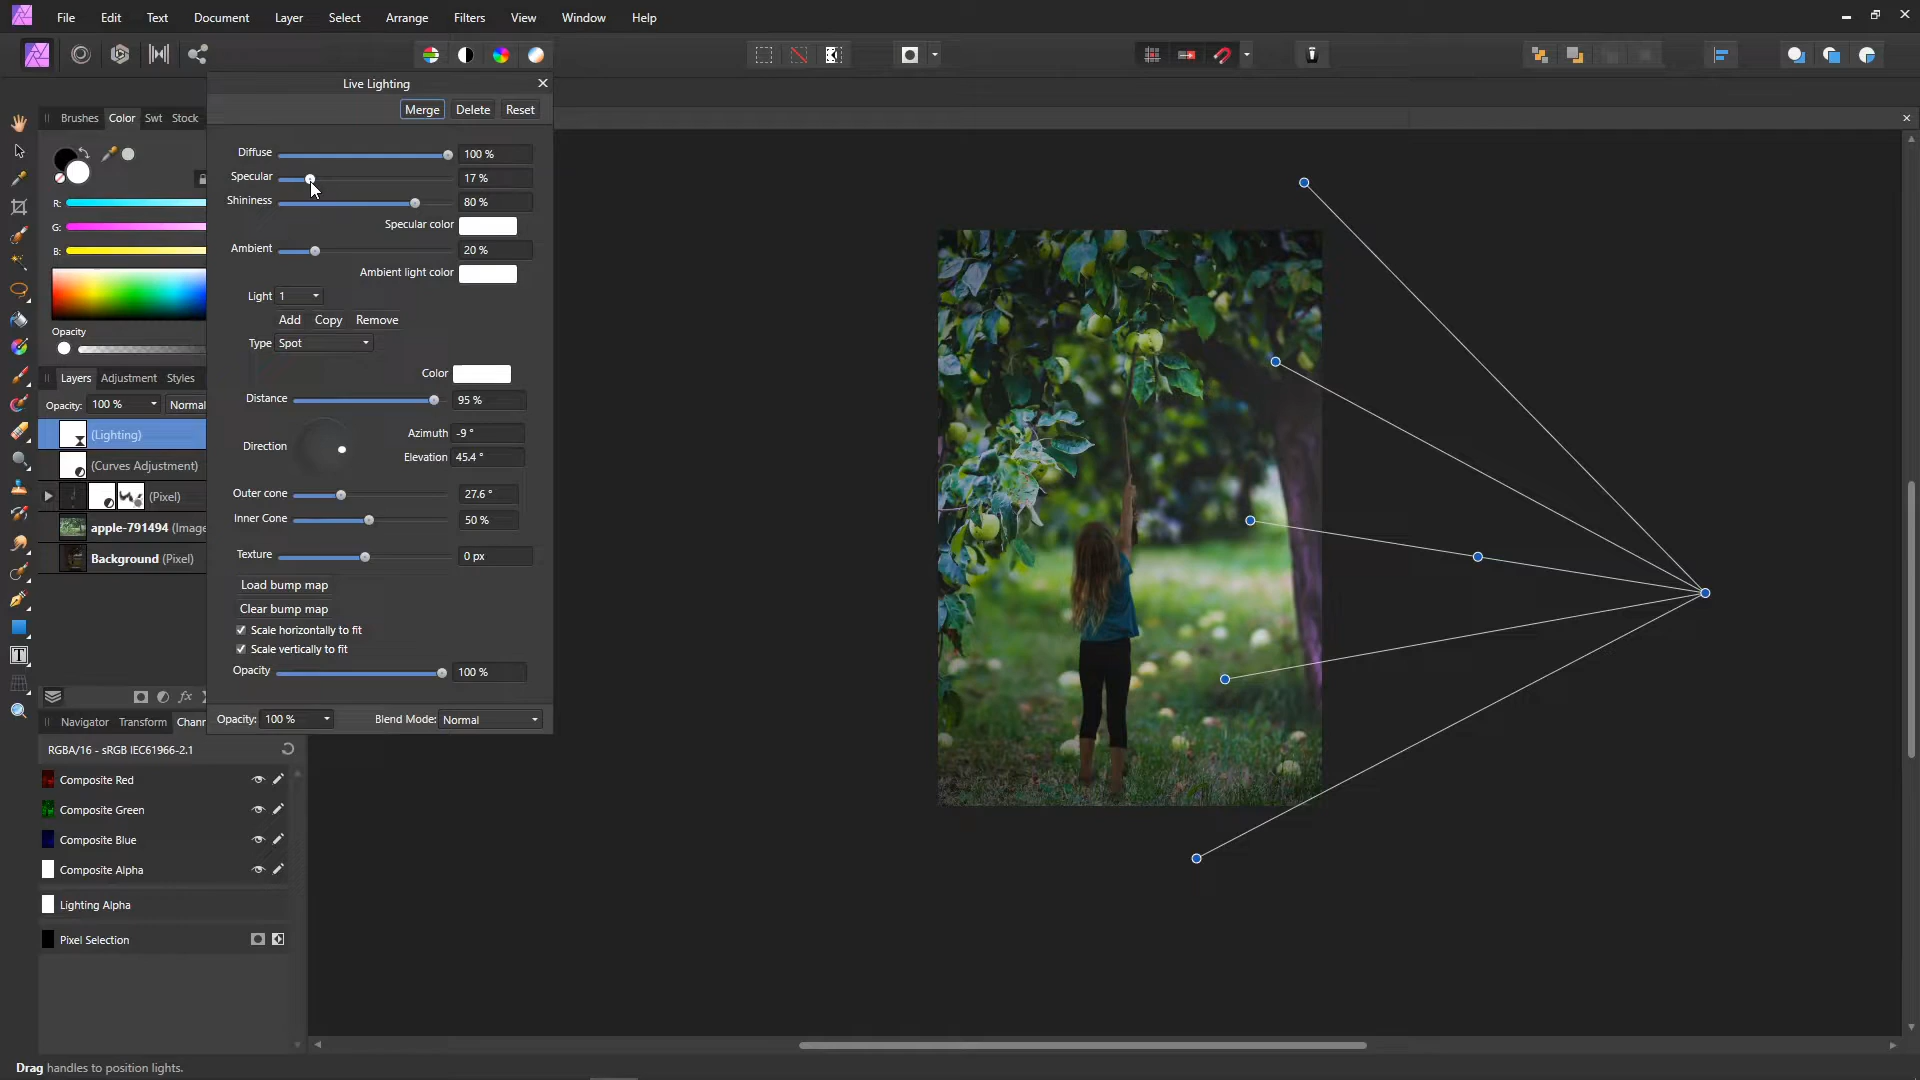 File Edit Text Document Layer Select Arrange Filters View Window Help
Live Lighting
Merge Delete Reset
Brushes Color Swt Stock
Diffuse 100 %
Specular 17 %
Shininess 80 %
Specular color
Ambient 20 %
Ambient light color
Light 1
Add Copy Remove
Type Spot
Color
Distance 95 %
Direction
Azimuth -9 °
Elevation 45.4 °
Outer cone 27.6 °
Inner Cone 50 %
Texture 0 px
Load bump map
Clear bump map
Scale horizontally to fit
Scale vertically to fit
Opacity 100 %
Opacity: 100 % Blend Mode: Normal
R:
G:
B:
Opacity
Layers Adjustment Styles
Opacity: 100 % Normal
(Lighting)
(Curves Adjustment)
(Pixel)
apple-791494 (Image
Background (Pixel)
Navigator Transform Chann
RGBA/16 - sRGB IEC61966-2.1
Composite Red
Composite Green
Composite Blue
Composite Alpha
Lighting Alpha
Pixel Selection
Drag handles to position lights.